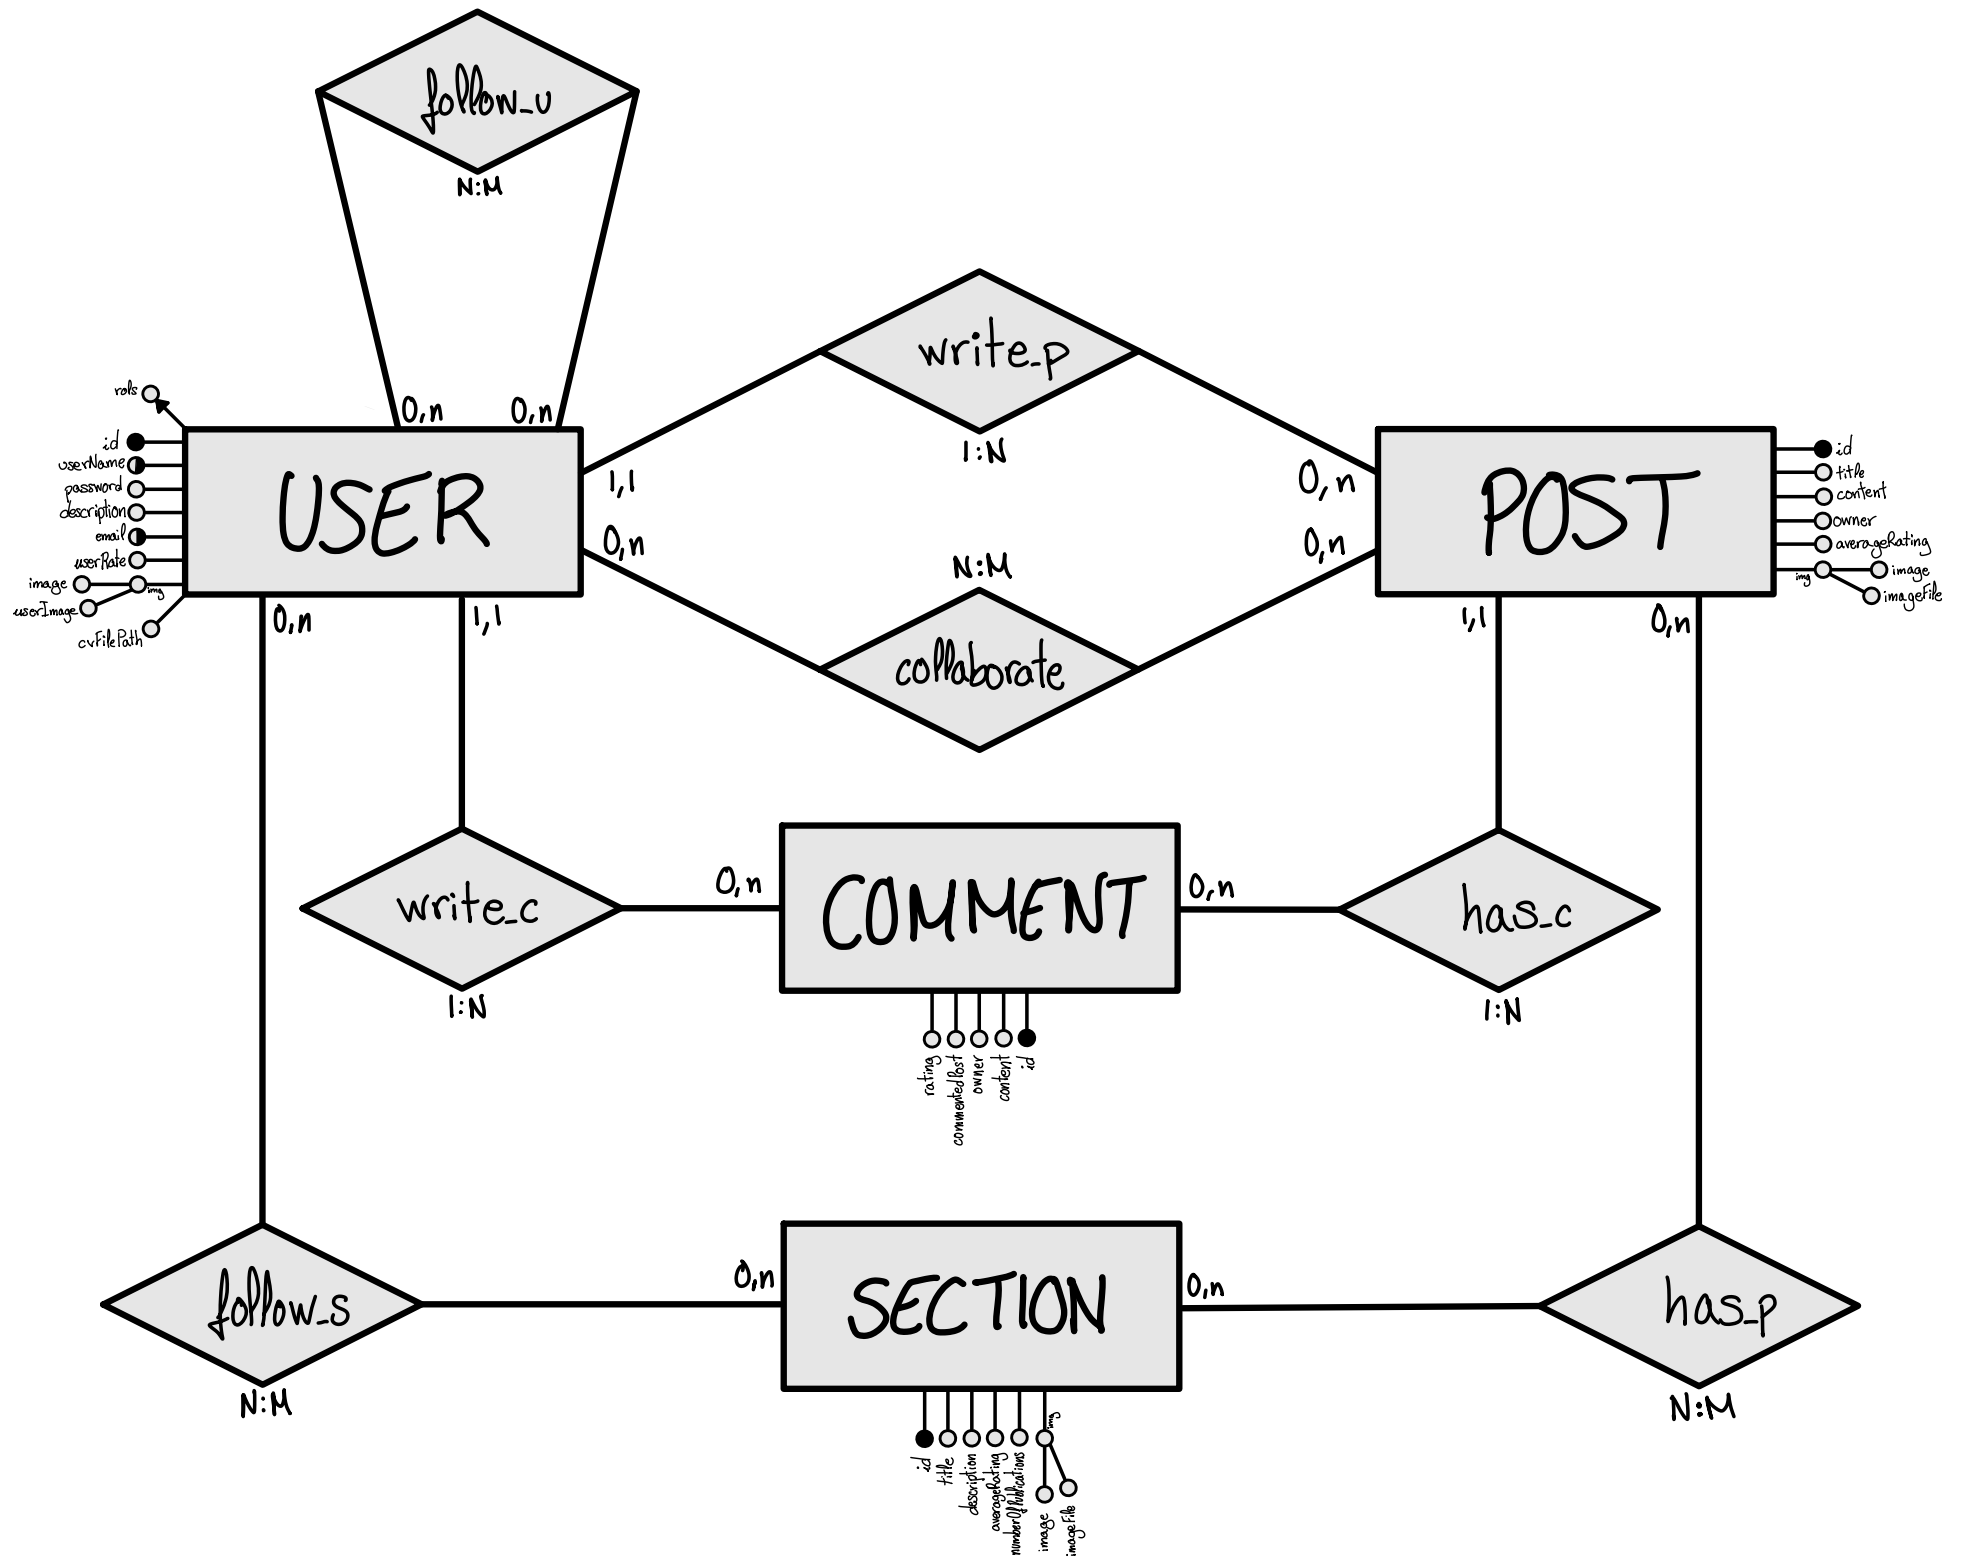 follow_u
N:M
0,n
0,n
write_p
1:N
1,1
0,n
rols
id
userName
password
description
email
userRate
image
img
userImage
cvFilePath
USER
POST
id
title
content
owner
averageRating
img
image
imageFile
0,n
0,n
N:M
collaborate
0,n
1,1
1,1
0,n
write_c
1:N
0,n
COMMENT
0,n
has_c
1:N
rating
commentedPost
owner
content
id
follow_s
N:M
0,n
SECTION
0,n
has_p
N:M
id
title
description
averageRating
numberOfPublications
img
image
imageFile